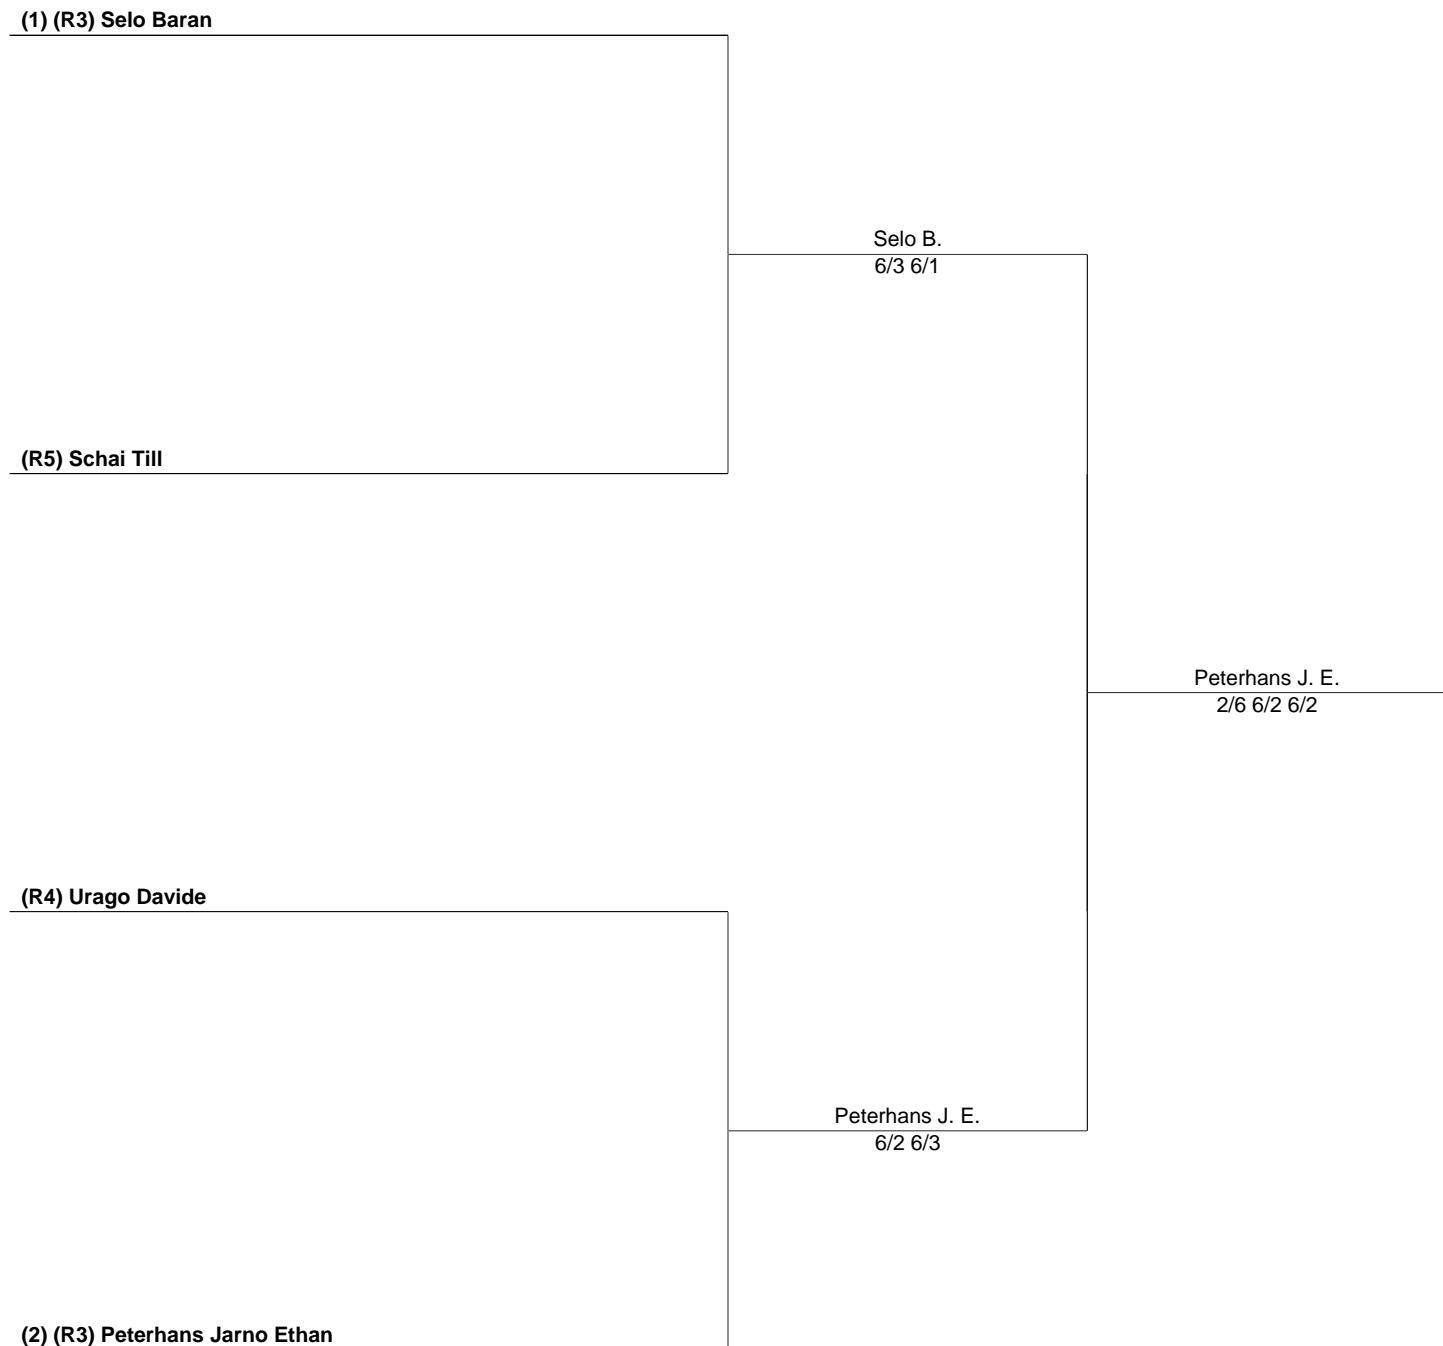 (1) (R3) Selo Baran
Selo B.
6/3 6/1
(R5) Schai Till
Peterhans J. E.
2/6 6/2 6/2
(R4) Urago Davide
Peterhans J. E.
6/2 6/3
(2) (R3) Peterhans Jarno Ethan